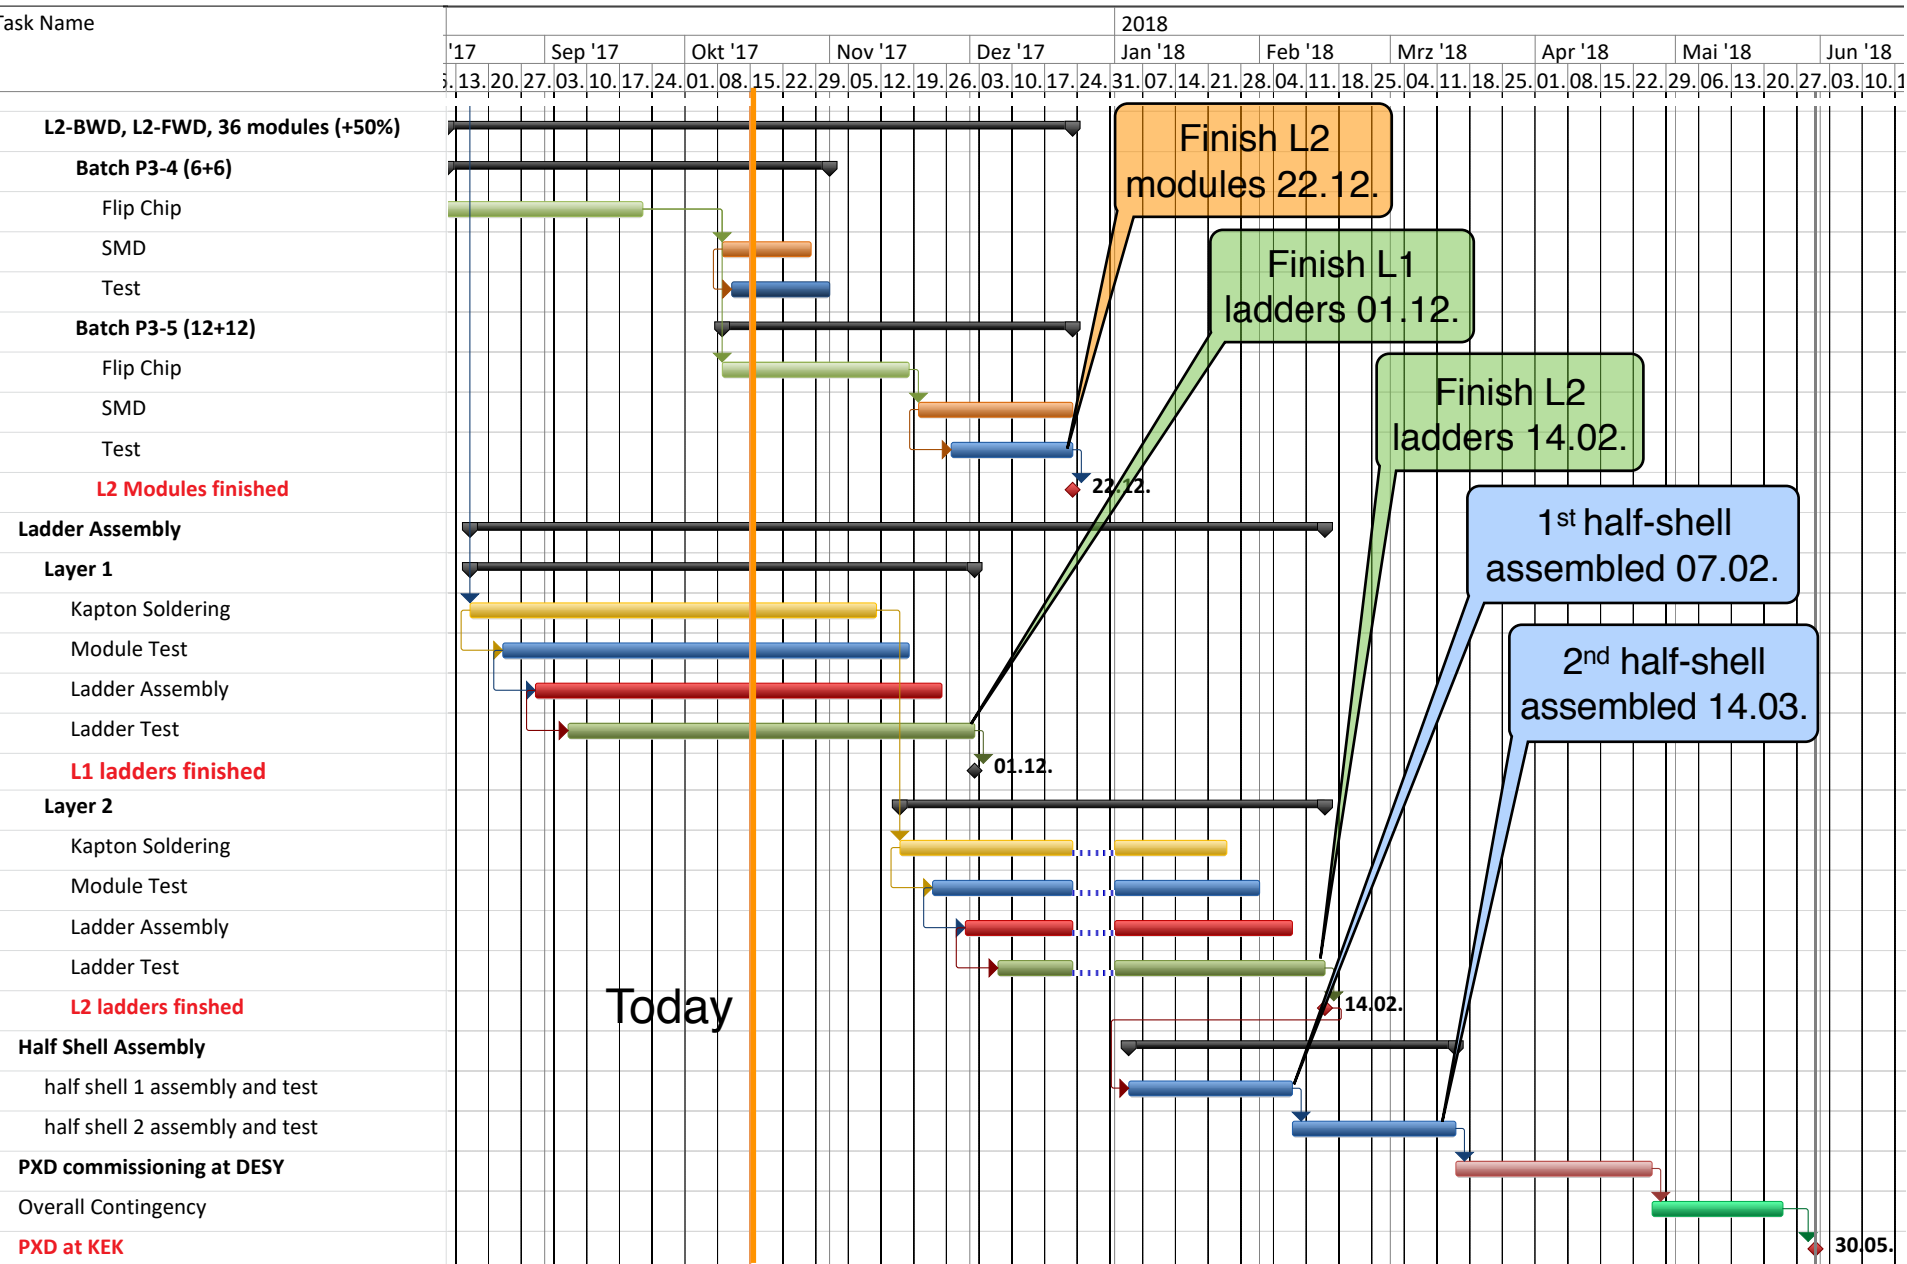 Task Name
2018
'17 Sep '17 Okt '17 Nov '17 Dez '17 Jan '18 Feb '18 Mrz '18 Apr '18 Mai '18 Jun '18
13. 20. 27. 03. 10. 17. 24. 01. 08. 15. 22. 29. 05. 12. 19. 26. 03. 10. 17. 24. 31. 07. 14. 21. 28. 04. 11. 18. 25. 04. 11. 18. 25. 01. 08. 15. 22. 29. 06. 13. 20. 27. 03. 10. 1
L2-BWD, L2-FWD, 36 modules (+50%)
Finish L2
modules 22.12.
Batch P3-4 (6+6)
Flip Chip
SMD
Finish L1
ladders 01.12.
Test
Batch P3-5 (12+12)
Flip Chip
Finish L2
ladders 14.02.
SMD
Test
L2 Modules finished
22.12.
Ladder Assembly
1st half-shell
assembled 07.02.
Layer 1
Kapton Soldering
Module Test
2nd half-shell
assembled 14.03.
Ladder Assembly
Ladder Test
L1 ladders finished
01.12.
Layer 2
Kapton Soldering
Module Test
Ladder Assembly
Ladder Test
Today
L2 ladders finshed
14.02.
Half Shell Assembly
half shell 1 assembly and test
half shell 2 assembly and test
PXD commissioning at DESY
Overall Contingency
PXD at KEK
30.05.